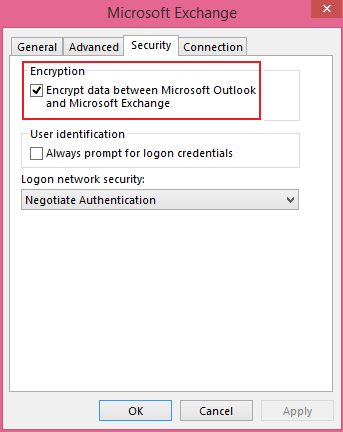 Microsoft Exchange
General Advanced Security Connection
Encryption
Encrypt data between Microsoft Outlook
and Microsoft Exchange
User identification
Always prompt for logon credentials
Logon network security:
Negotiate Authentication
OK Cancel Apply